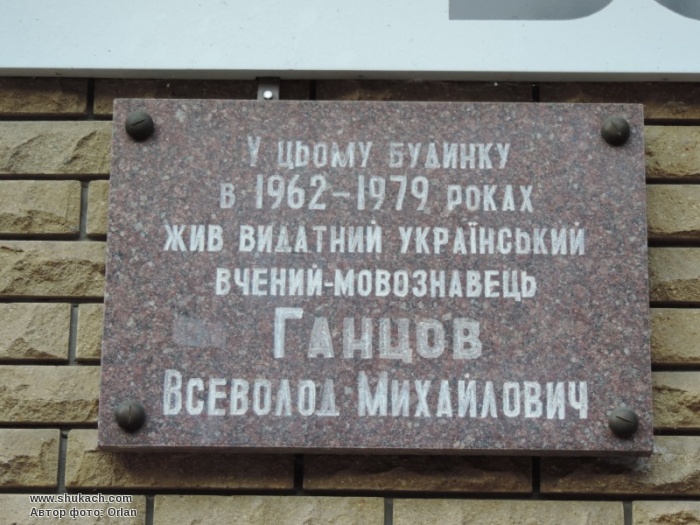 У ЦЬОМУ БУДИНКУ
В 1962-1979 РОКАХ
ЖИВ ВИДАТНИЙ УКРАЇНСЬКИЙ
ВЧЕНИЙ-МОВОЗНАВЕЦЬ
ГАНЦОВ
ВСЕВОЛОД МИХАЙЛОВИЧ
www.shukach.com
Автор фото: Orlan